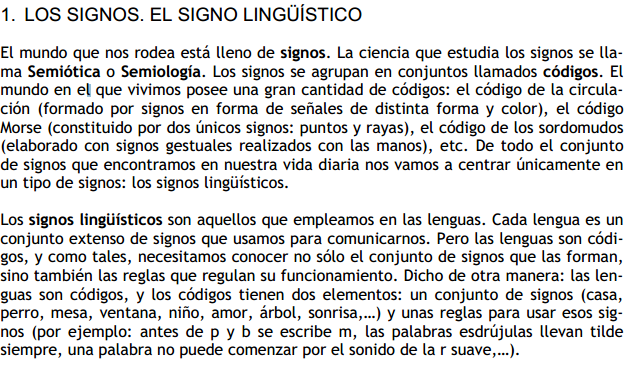 1. LOS SIGNOS. EL SIGNO LINGÜÍSTICO
El mundo que nos rodea está lleno de signos. La ciencia que estudia los signos se lla-
ma Semiótica o Semiología. Los signos se agrupan en conjuntos llamados códigos. El
mundo en el que vivimos posee una gran cantidad de códigos: el código de la circula-
ción (formado por signos en forma de señales de distinta forma y color), el código
Morse (constituido por dos únicos signos: puntos y rayas), el código de los sordomudos
(elaborado con signos gestuales realizados con las manos), etc. De todo el conjunto
de signos que encontramos en nuestra vida diaria nos vamos a centrar únicamente en
un tipo de signos: los signos lingüísticos.
Los signos lingüísticos son aquellos que empleamos en las lenguas. Cada lengua es un
conjunto extenso de signos que usamos para comunicarnos. Pero las lenguas son códi-
gos, y como tales, necesitamos conocer no sólo el conjunto de signos que las forman,
sino también las reglas que regulan su funcionamiento. Dicho de otra manera: las len-
guas son códigos, y los códigos tienen dos elementos: un conjunto de signos (casa,
perro, mesa, ventana, niño, amor, árbol, sonrisa,…) y unas reglas para usar esos sig-
nos (por ejemplo: antes de p y b se escribe m, las palabras esdrújulas llevan tilde
siempre, una palabra no puede comenzar por el sonido de la r suave,…).